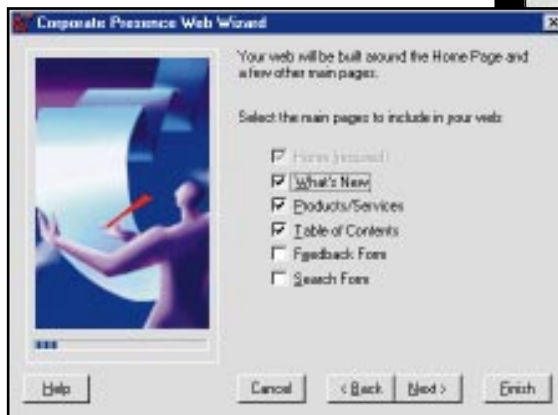 Corporate Presence Web Wizard
Your web will be built around the Home Page and
a few other main pages.
Select the main pages to include in your web:
Home (required)
What's New
Products/Services
Table of Contents
Feedback Form
Search Form
Help
Cancel
< Back
Next >
Finish